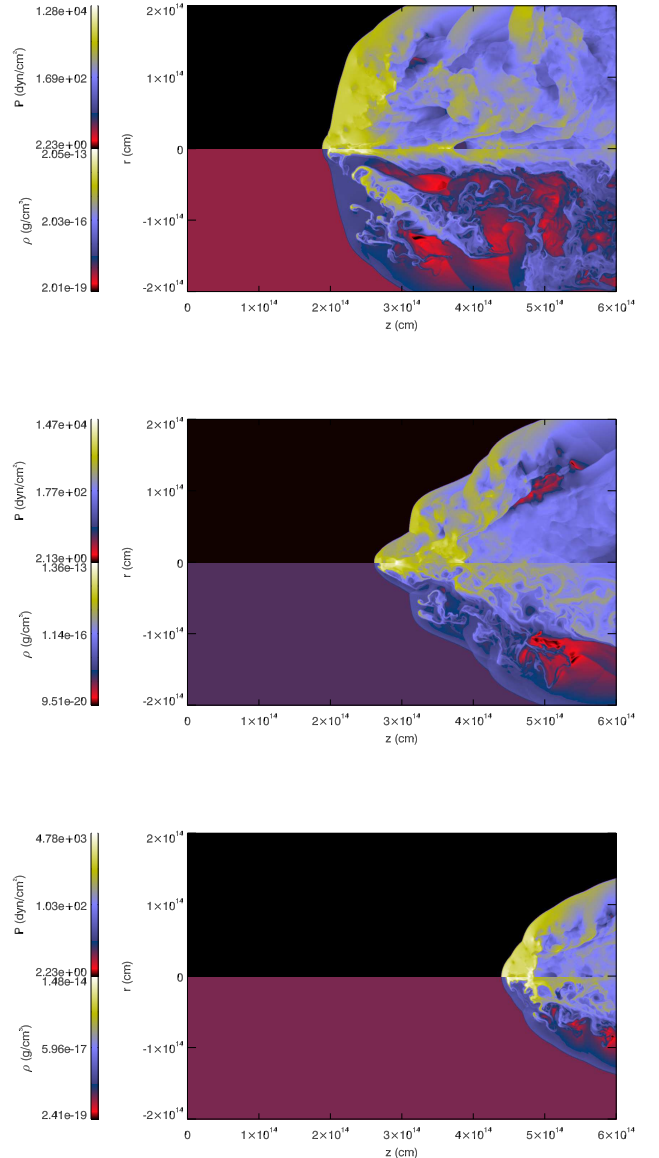 1.28e+04
P (dyn/cm²)
1.69e+02
2.23e+00
2.05e-13
ρ (g/cm³)
2.03e-16
2.01e-19
r (cm)
2×10¹⁴
1×10¹⁴
0
-1×10¹⁴
-2×10¹⁴
0 1×10¹⁴ 2×10¹⁴ 3×10¹⁴ 4×10¹⁴ 5×10¹⁴ 6×10¹⁴
z (cm)
1.47e+04
P (dyn/cm²)
1.77e+02
2.13e+00
1.36e-13
ρ (g/cm³)
1.14e-16
9.51e-20
r (cm)
2×10¹⁴
1×10¹⁴
0
-1×10¹⁴
-2×10¹⁴
0 1×10¹⁴ 2×10¹⁴ 3×10¹⁴ 4×10¹⁴ 5×10¹⁴ 6×10¹⁴
z (cm)
4.78e+03
P (dyn/cm²)
1.03e+02
2.23e+00
1.48e-14
ρ (g/cm³)
5.96e-17
2.41e-19
r (cm)
2×10¹⁴
1×10¹⁴
0
-1×10¹⁴
-2×10¹⁴
0 1×10¹⁴ 2×10¹⁴ 3×10¹⁴ 4×10¹⁴ 5×10¹⁴ 6×10¹⁴
z (cm)